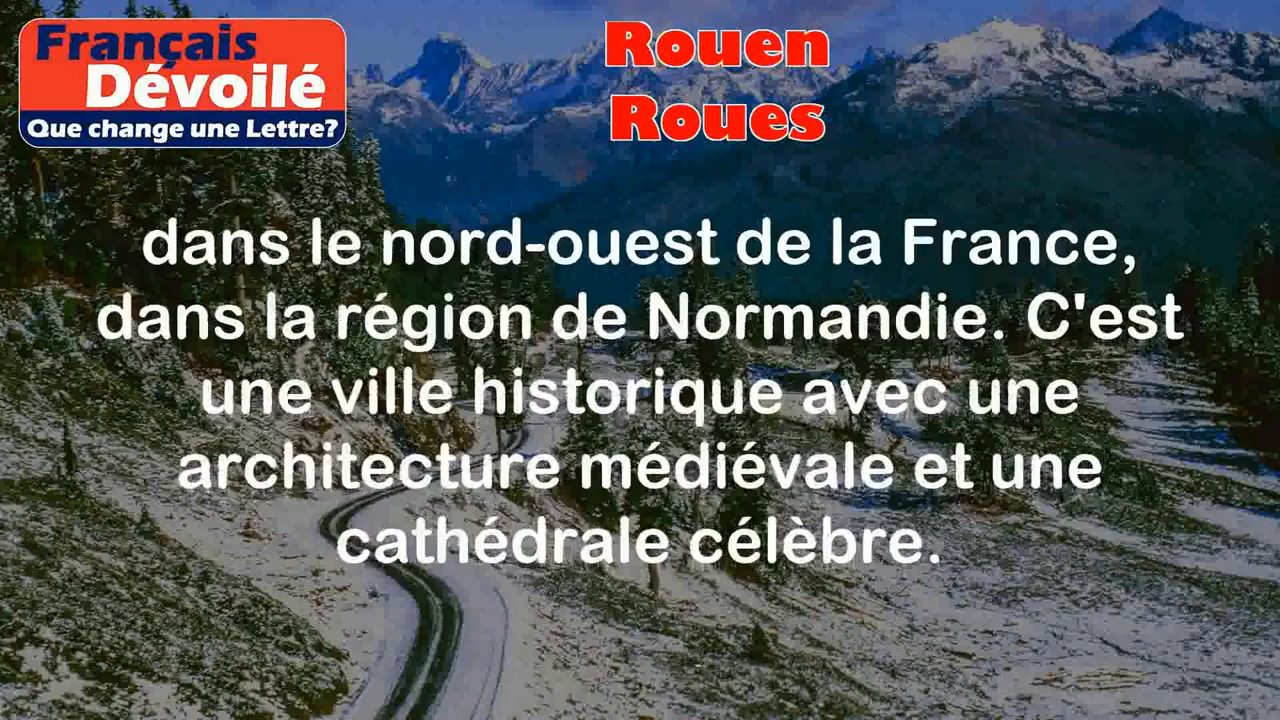 Français
Dévoilé
Que change une Lettre?
Rouen
Roues
dans le nord-ouest de la France,
dans la région de Normandie. C'est
une ville historique avec une
architecture médiévale et une
cathédrale célèbre.